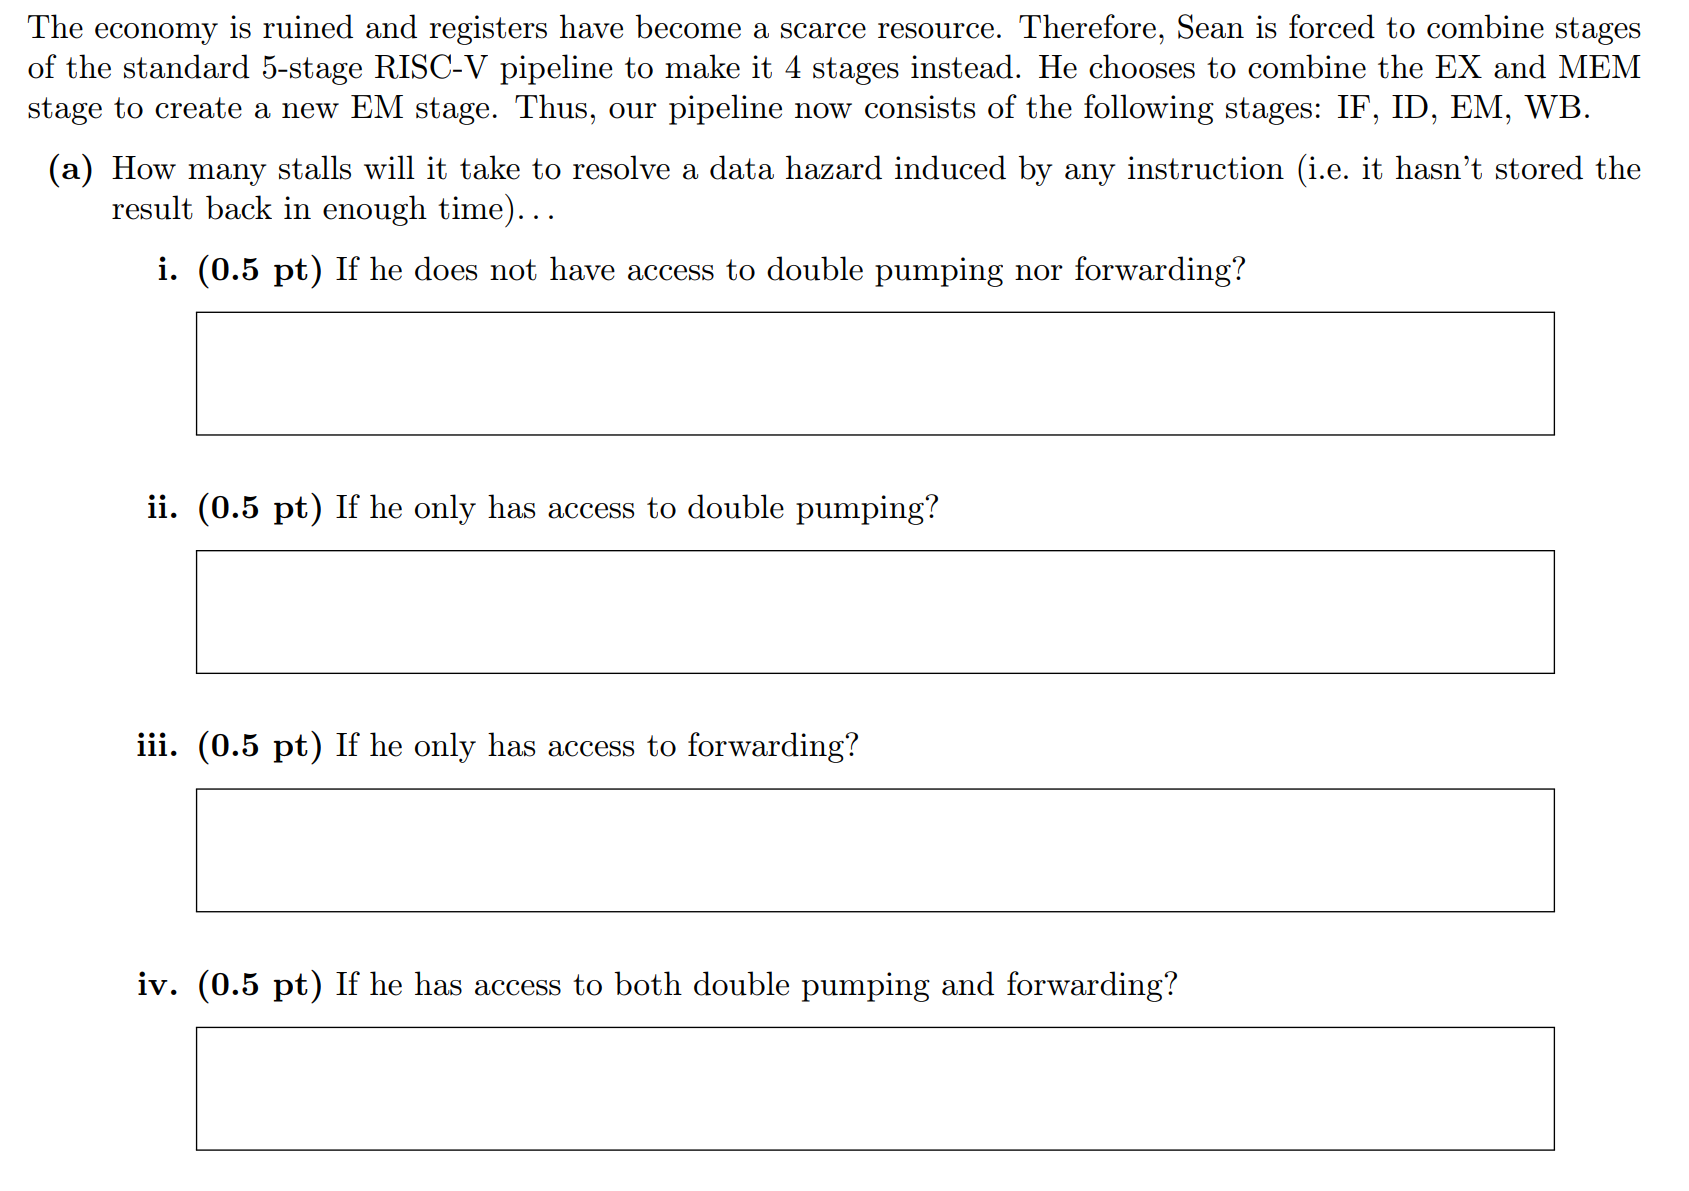 The economy is ruined and registers have become a scarce resource. Therefore, Sean is forced to combine stages
of the standard 5-stage RISC-V pipeline to make it 4 stages instead. He chooses to combine the EX and MEM
stage to create a new EM stage. Thus, our pipeline now consists of the following stages: IF, ID, EM, WB.
(a) How many stalls will it take to resolve a data hazard induced by any instruction (i.e. it hasn’t stored the
result back in enough time)...
i. (0.5 pt) If he does not have access to double pumping nor forwarding?
ii. (0.5 pt) If he only has access to double pumping?
iii. (0.5 pt) If he only has access to forwarding?
iv. (0.5 pt) If he has access to both double pumping and forwarding?